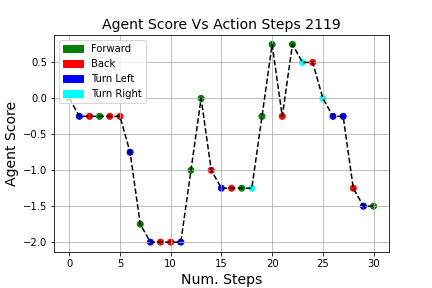 Agent Score Vs Action Steps 2119
Forward
Back
Turn Left
Turn Right
Agent Score
0.5
0.0
−0.5
−1.0
−1.5
−2.0
0 5 10 15 20 25 30
Num. Steps